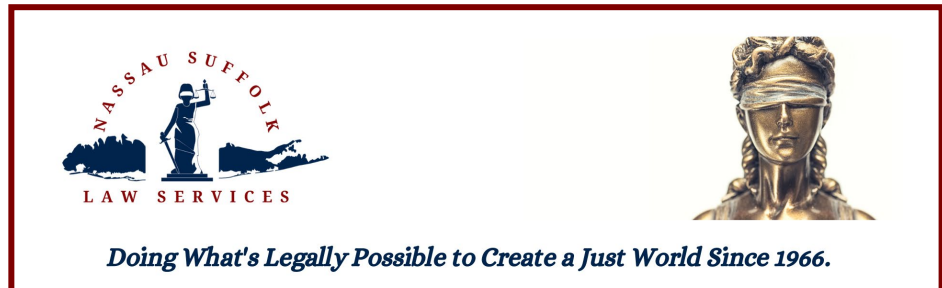 NASSAU SUFFOLK
LAW SERVICES
Doing What's Legally Possible to Create a Just World Since 1966.